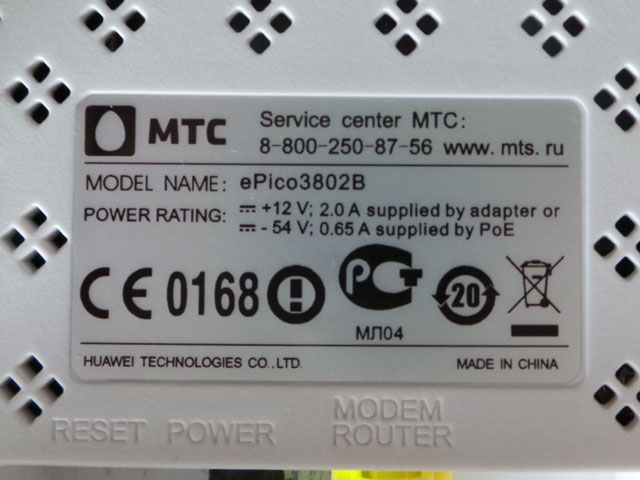 МТС
Service center МТС:
8-800-250-87-56 www. mts. ru
MODEL NAME: ePico3802B
POWER RATING: +12 V; 2.0 A supplied by adapter or
- 54 V; 0.65 A supplied by PoE
CE 0168 ! РСТ 20
МЛ04
HUAWEI TECHNOLOGIES CO.,LTD. MADE IN CHINA
RESET POWER MODEM ROUTER